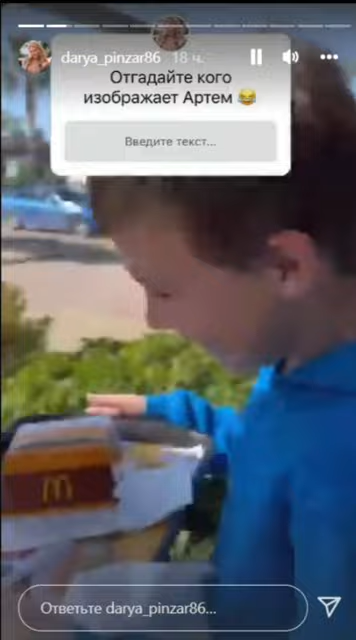 darya_pinzar86 18 ч.
Отгадайте кого
изображает Артем 😂
Введите текст...
Ответьте darya_pinzar86...